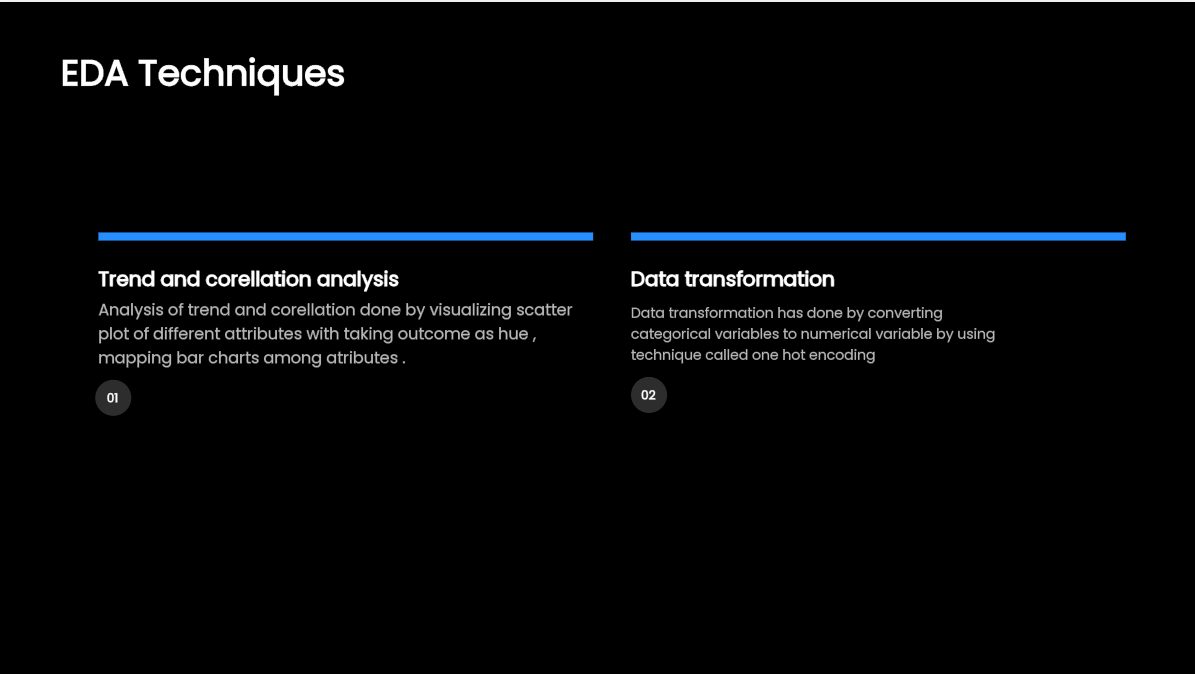 EDA Techniques
Trend and corellation analysis
Analysis of trend and corellation done by visualizing scatter
plot of different attributes with taking outcome as hue ,
mapping bar charts among atributes .
01
Data transformation
Data transformation has done by converting
categorical variables to numerical variable by using
technique called one hot encoding
02